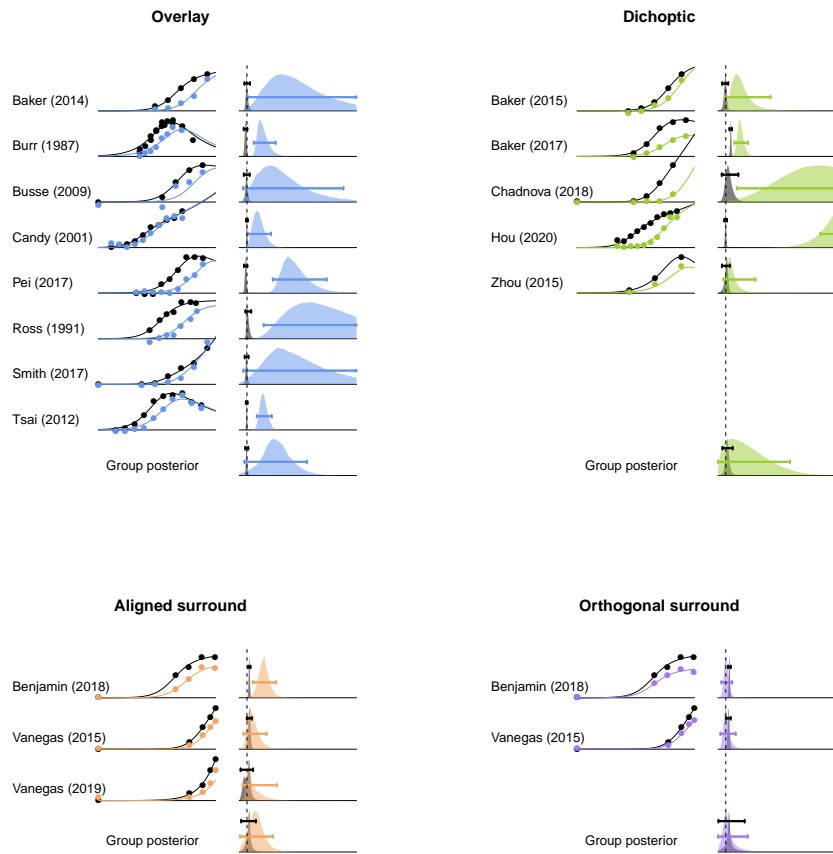 Overlay
Baker (2014)
Burr (1987)
Busse (2009)
Candy (2001)
Pei (2017)
Ross (1991)
Smith (2017)
Tsai (2012)
Group posterior
Dichoptic
Baker (2015)
Baker (2017)
Chadnova (2018)
Hou (2020)
Zhou (2015)
Group posterior
Aligned surround
Benjamin (2018)
Vanegas (2015)
Vanegas (2019)
Group posterior
Orthogonal surround
Benjamin (2018)
Vanegas (2015)
Group posterior